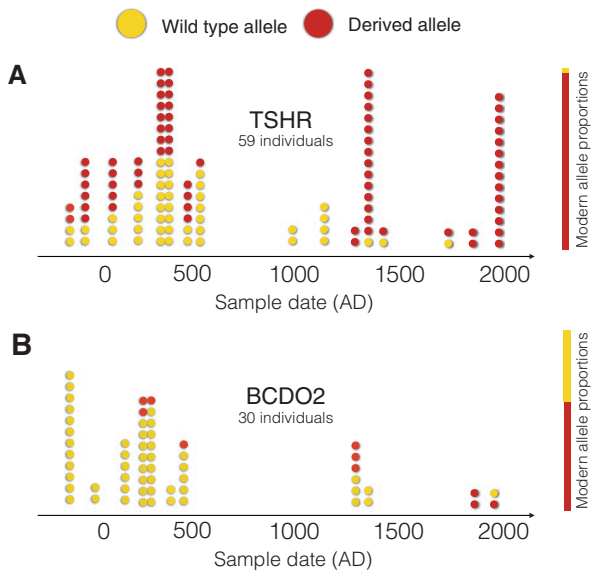 Wild type allele
Derived allele
A
TSHR
59 individuals
Modern allele proportions
0 500 1000 1500 2000
Sample date (AD)
B
BCDO2
30 individuals
Modern allele proportions
0 500 1000 1500 2000
Sample date (AD)